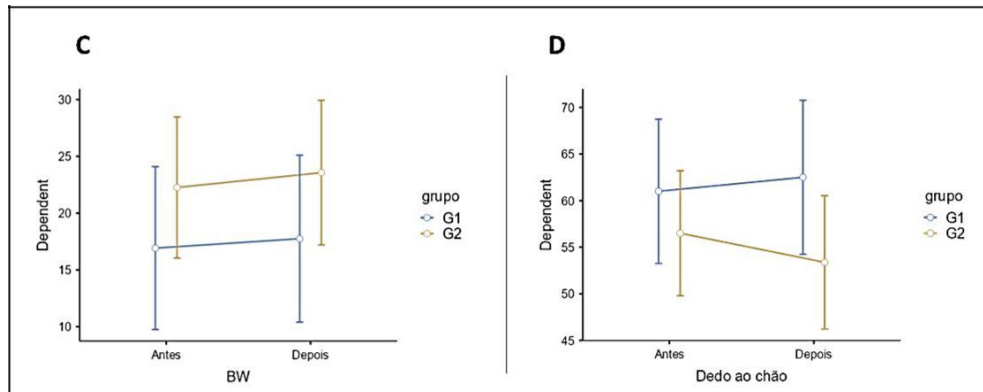 C
30
25
20
15
10
Dependent
Antes
Depois
BW
grupo
G1
G2
D
70
65
60
55
50
45
Dependent
Antes
Depois
Dedo ao chão
grupo
G1
G2